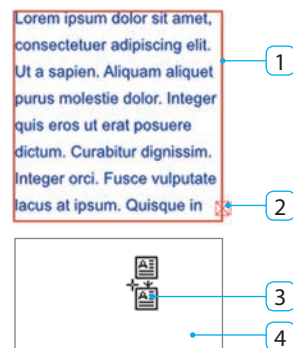 Lorem ipsum dolor sit amet,
consectetuer adipiscing elit.
Ut a sapien. Aliquam aliquet
purus molestie dolor. Integer
quis eros ut erat posuere
dictum. Curabitur dignissim.
Integer orci. Fusce vulputate
lacus at ipsum. Quisque in
1
2
3
4